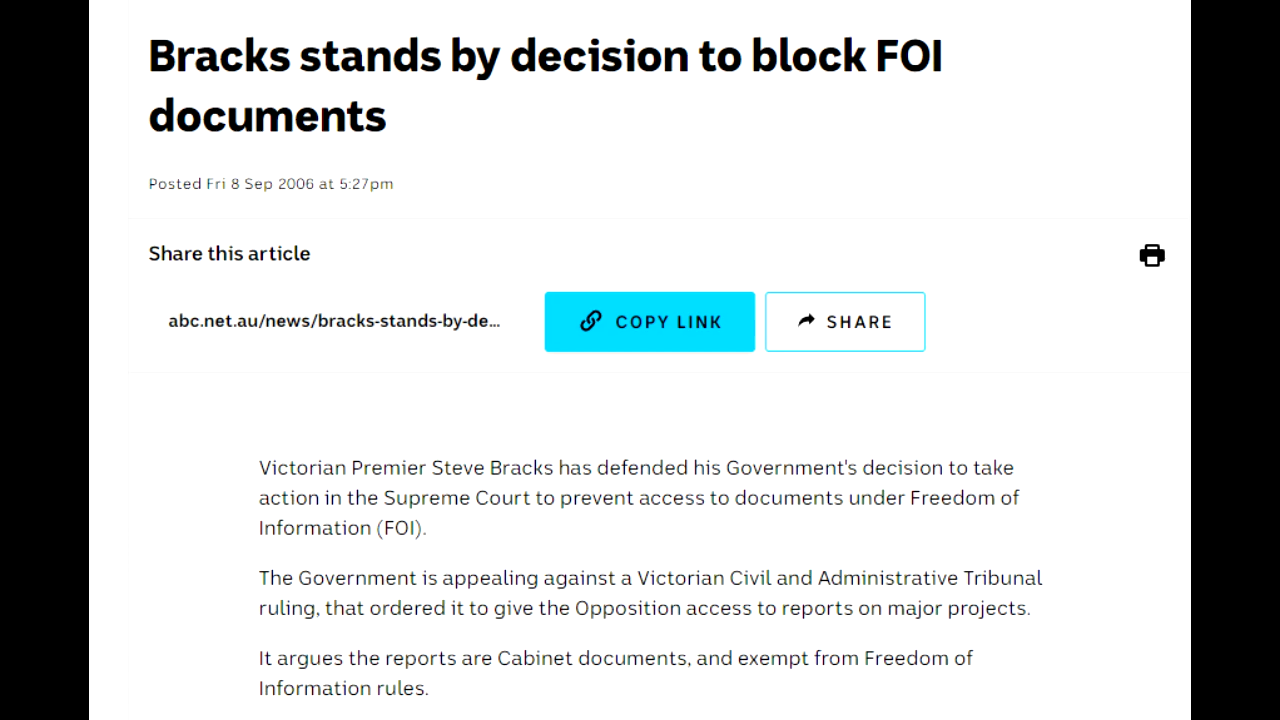 Bracks stands by decision to block FOI
documents
Posted Fri 8 Sep 2006 at 5:27pm
Share this article
abc.net.au/news/bracks-stands-by-de...
COPY LINK
SHARE
Victorian Premier Steve Bracks has defended his Government's decision to take
action in the Supreme Court to prevent access to documents under Freedom of
Information (FOI).
The Government is appealing against a Victorian Civil and Administrative Tribunal
ruling, that ordered it to give the Opposition access to reports on major projects.
It argues the reports are Cabinet documents, and exempt from Freedom of
Information rules.